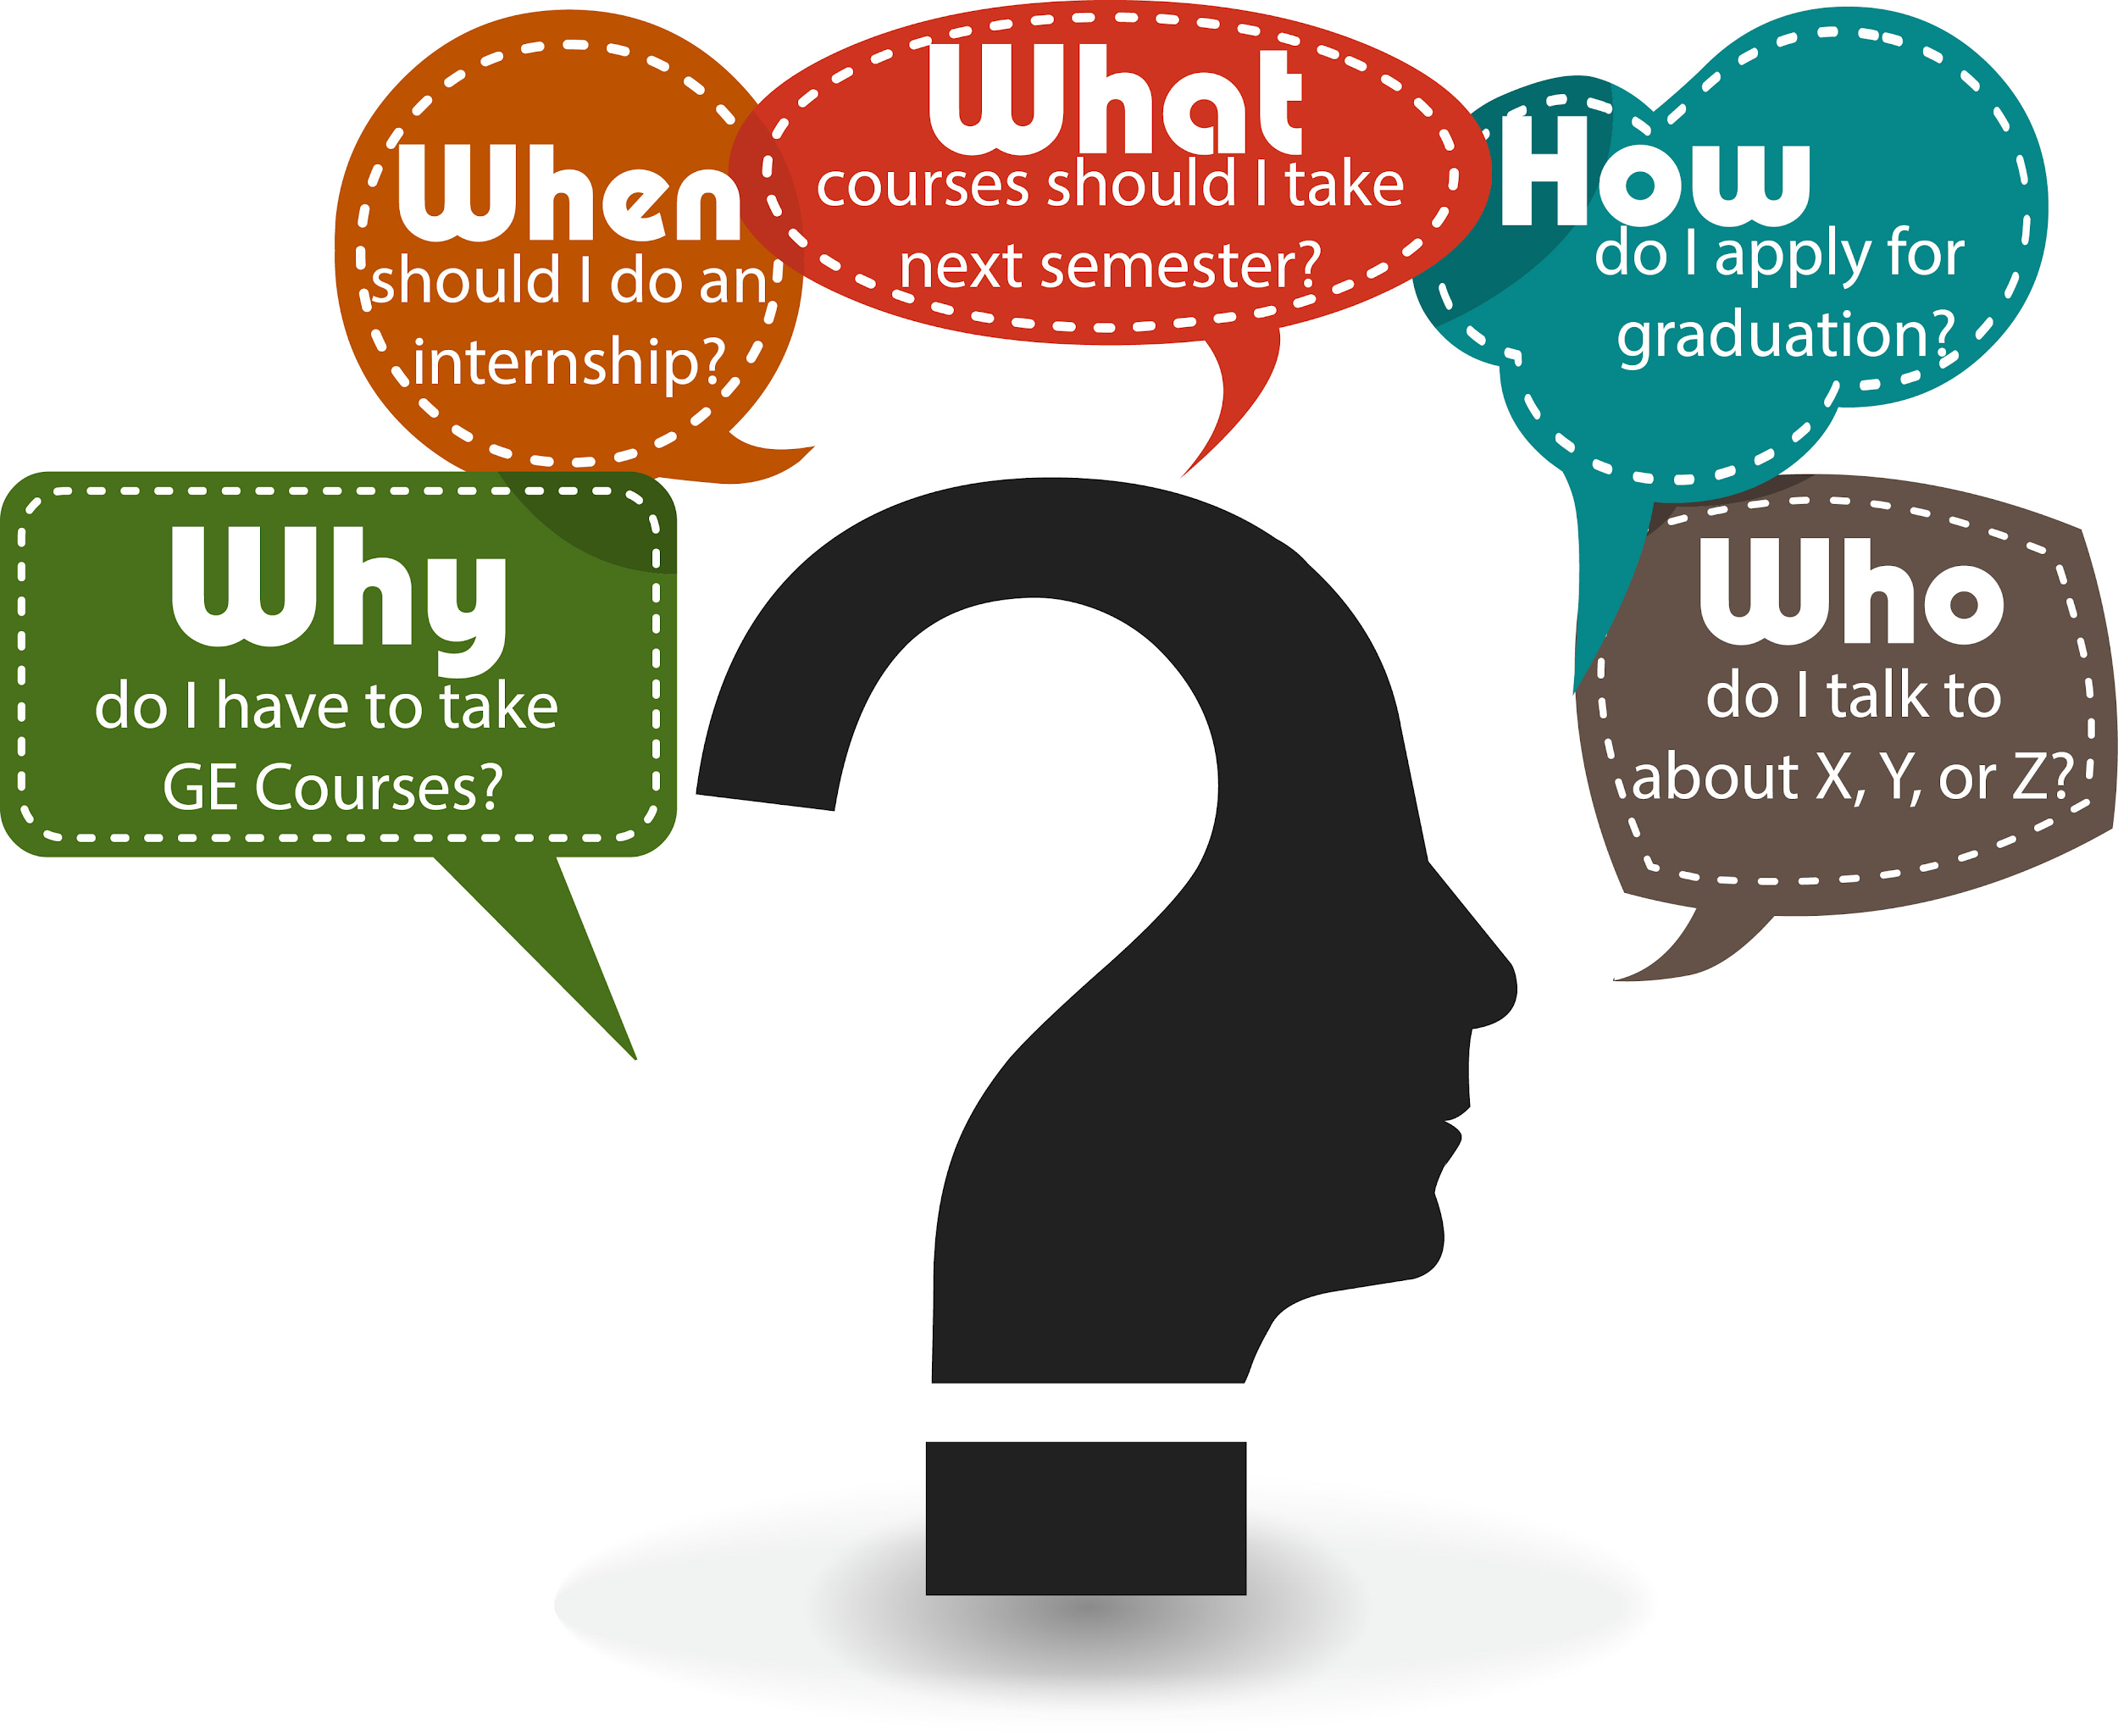 Why
do I have to take
GE Courses?
When
should I do an
internship?
What
courses should I take
next semester?
How
do I apply for
graduation?
Who
do I talk to
about X, Y, or Z?